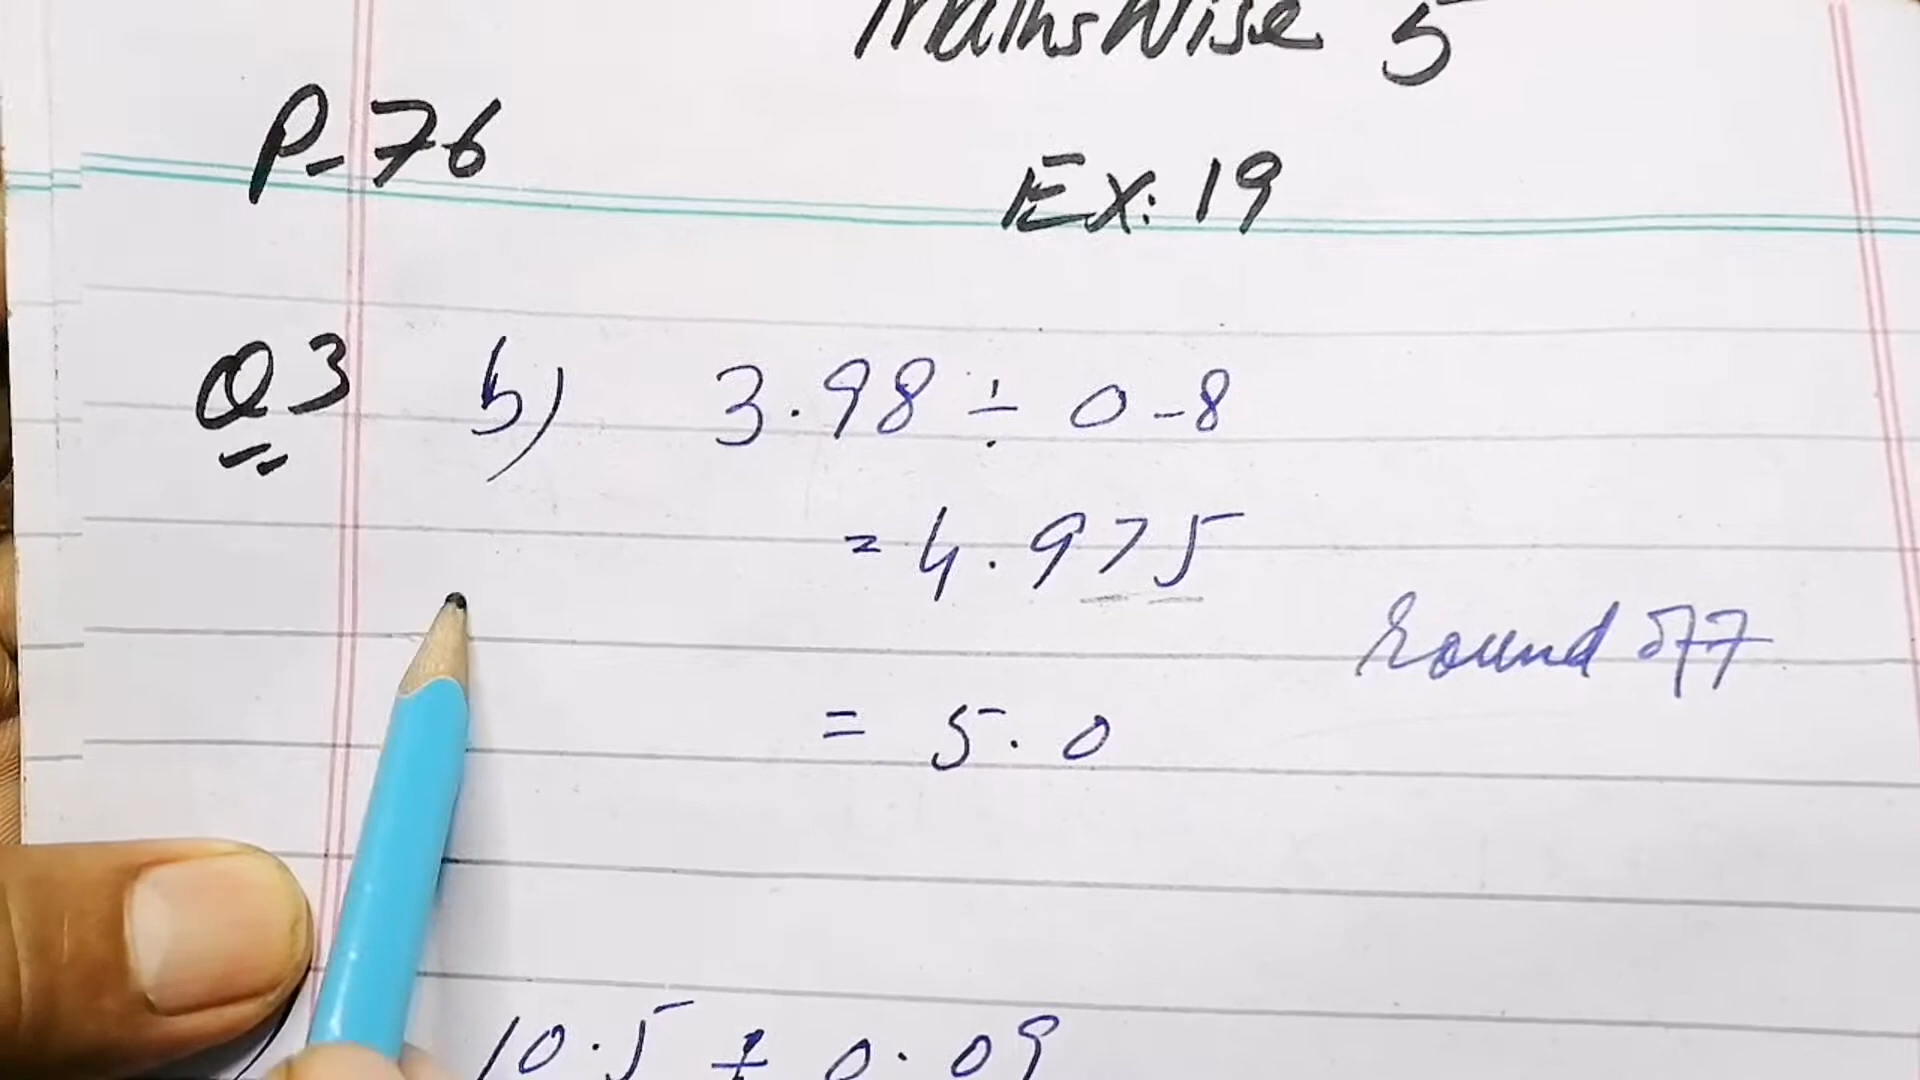 MathsWise 5
P-76
Ex: 19
Q3 b) 3.98 ÷ 0-8
= 4.975
round off
= 5.0
10.5 ÷ 0.09